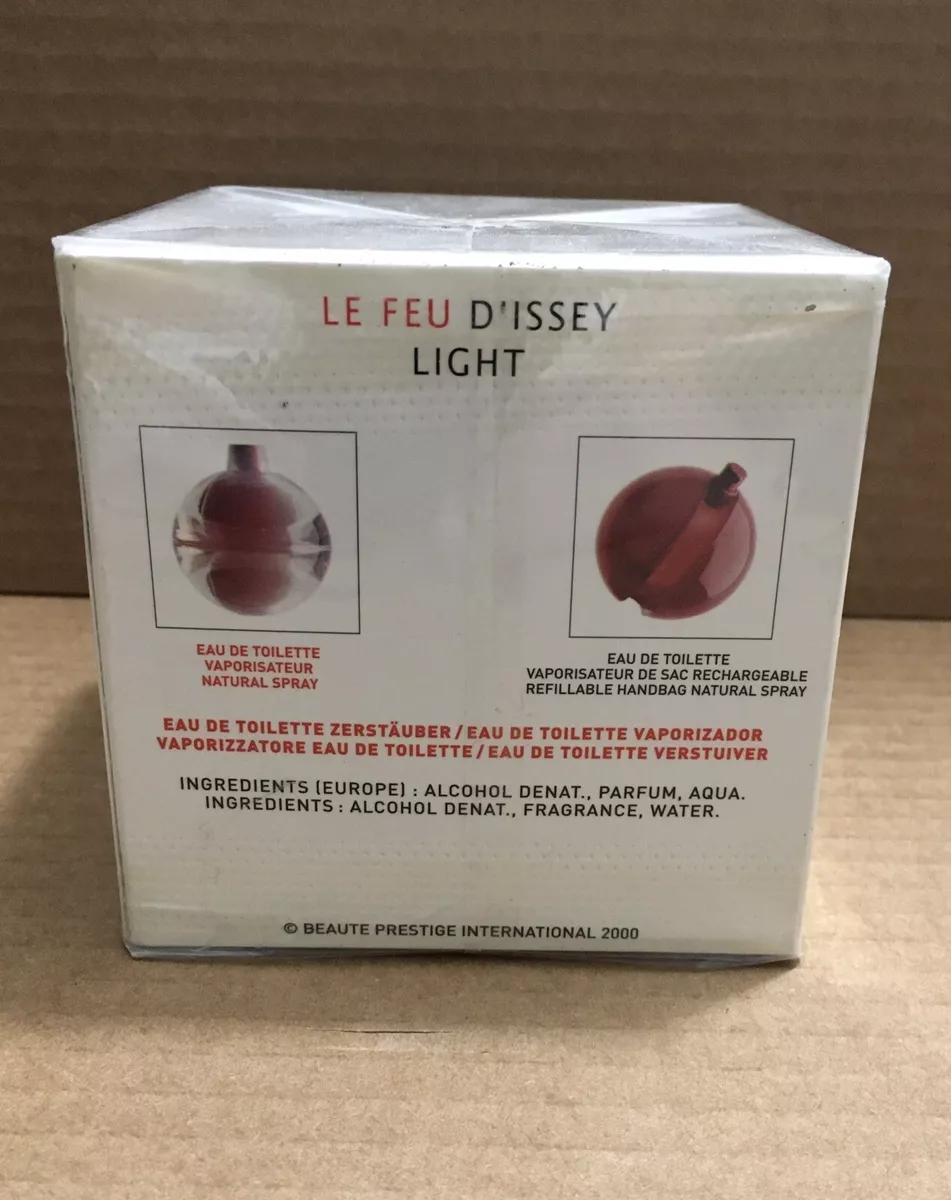 LE FEU D'ISSEY
LIGHT
EAU DE TOILETTE
VAPORISATEUR
NATURAL SPRAY
EAU DE TOILETTE
VAPORISATEUR DE SAC RECHARGEABLE
REFILLABLE HANDBAG NATURAL SPRAY
EAU DE TOILETTE ZERSTÄUBER/EAU DE TOILETTE VAPORIZADOR
VAPORIZZATORE EAU DE TOILETTE/EAU DE TOILETTE VERSTUIVER
INGREDIENTS (EUROPE) : ALCOHOL DENAT., PARFUM, AQUA.
INGREDIENTS : ALCOHOL DENAT., FRAGRANCE, WATER.
© BEAUTE PRESTIGE INTERNATIONAL 2000